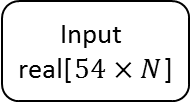 Input
real[54 × N]